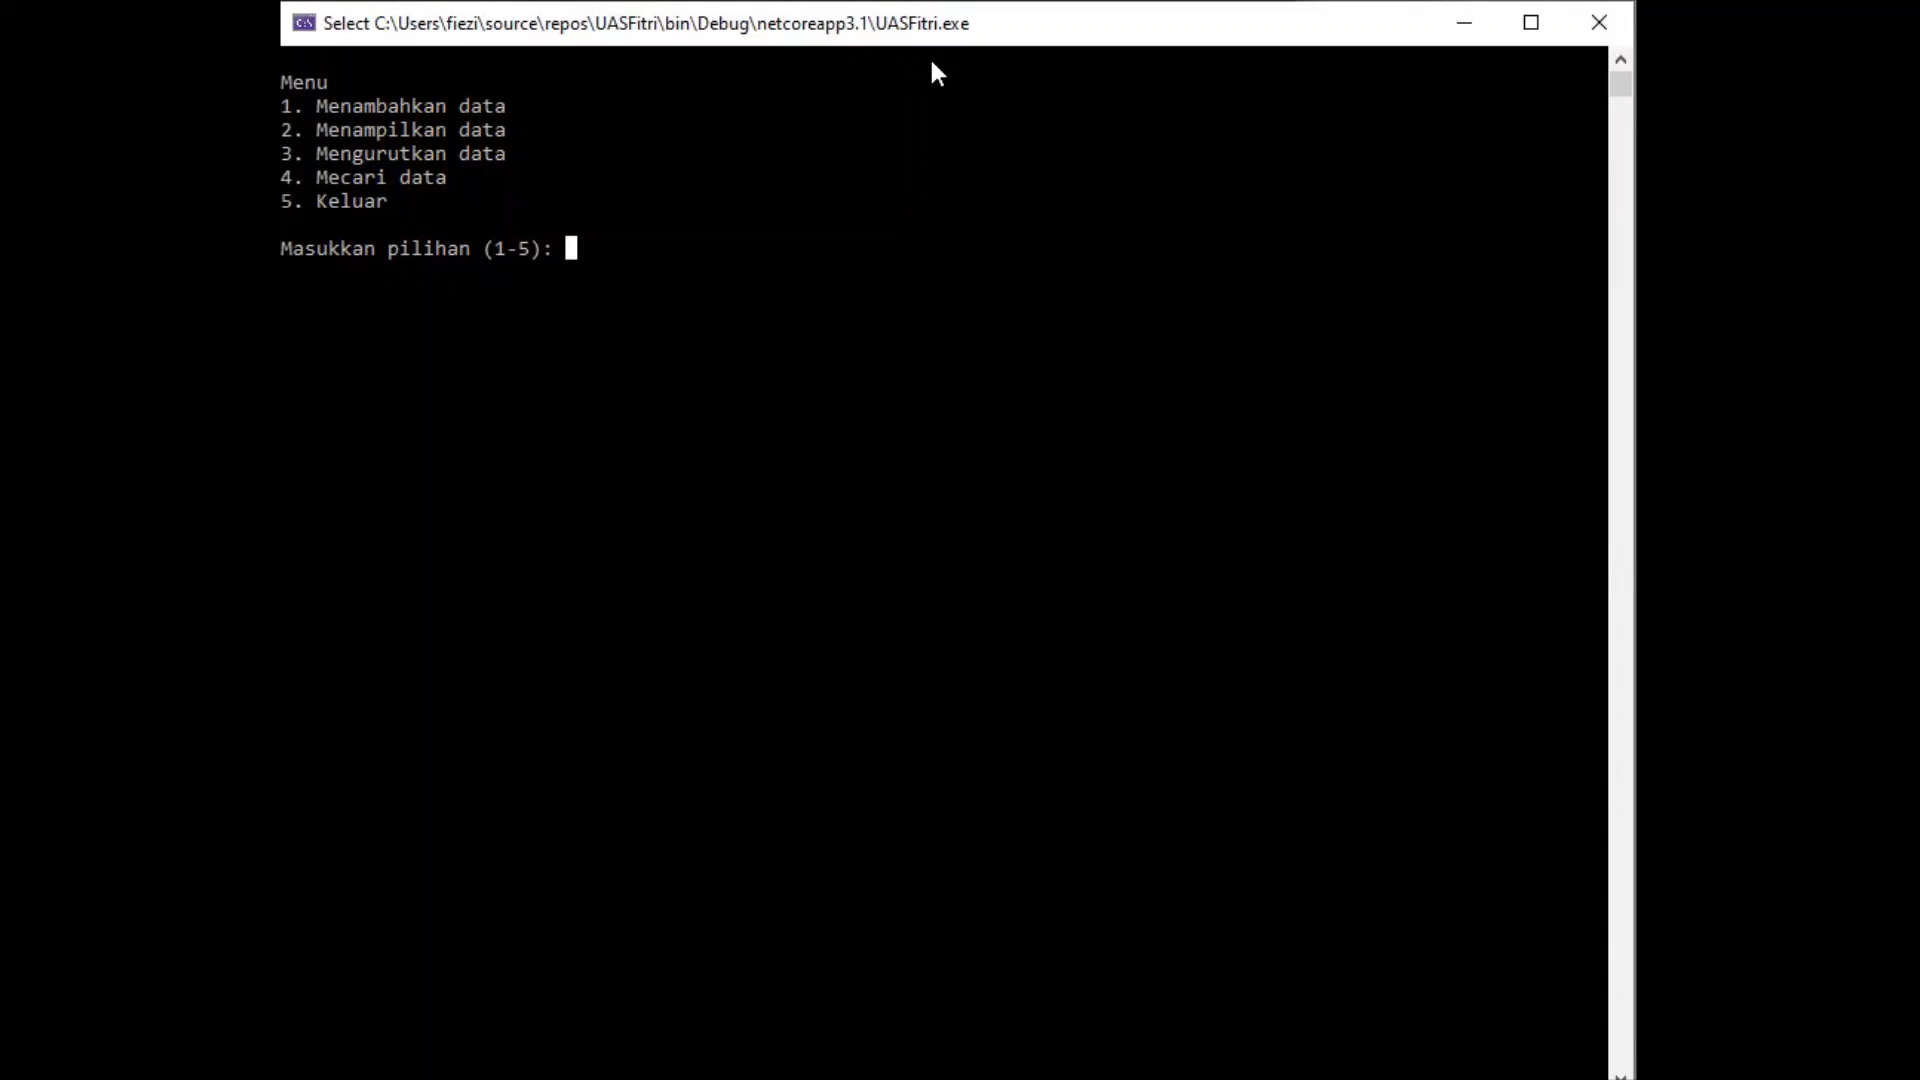 Select C:\Users\fiezi\source\repos\UASFitri\bin\Debug\netcoreapp3.1\UASFitri.exe
Menu
1. Menambahkan data
2. Menampilkan data
3. Mengurutkan data
4. Mecari data
5. Keluar
Masukkan pilihan (1-5):